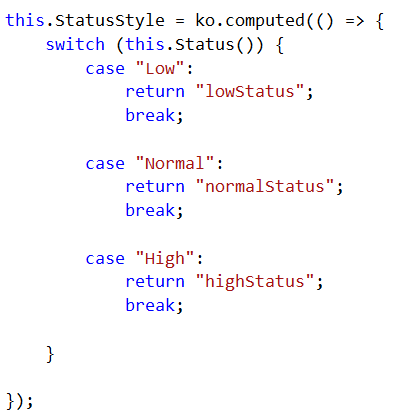 this.StatusStyle = ko.computed(() => {
    switch (this.Status()) {
        case "Low":
            return "lowStatus";
            break;

        case "Normal":
            return "normalStatus";
            break;

        case "High":
            return "highStatus";
            break;

    }

});